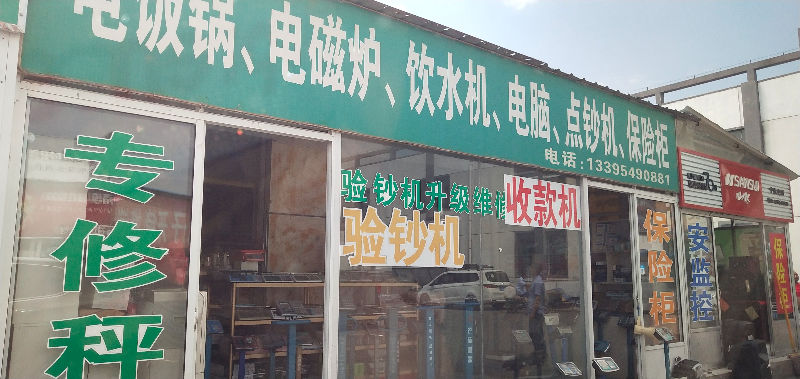 电饭锅、电磁炉、饮水机、电脑、点钞机、保险柜
电话:13395490881
专修秤
验钞机升级维修
收款机
验钞机
保险柜
安监控
保险柜